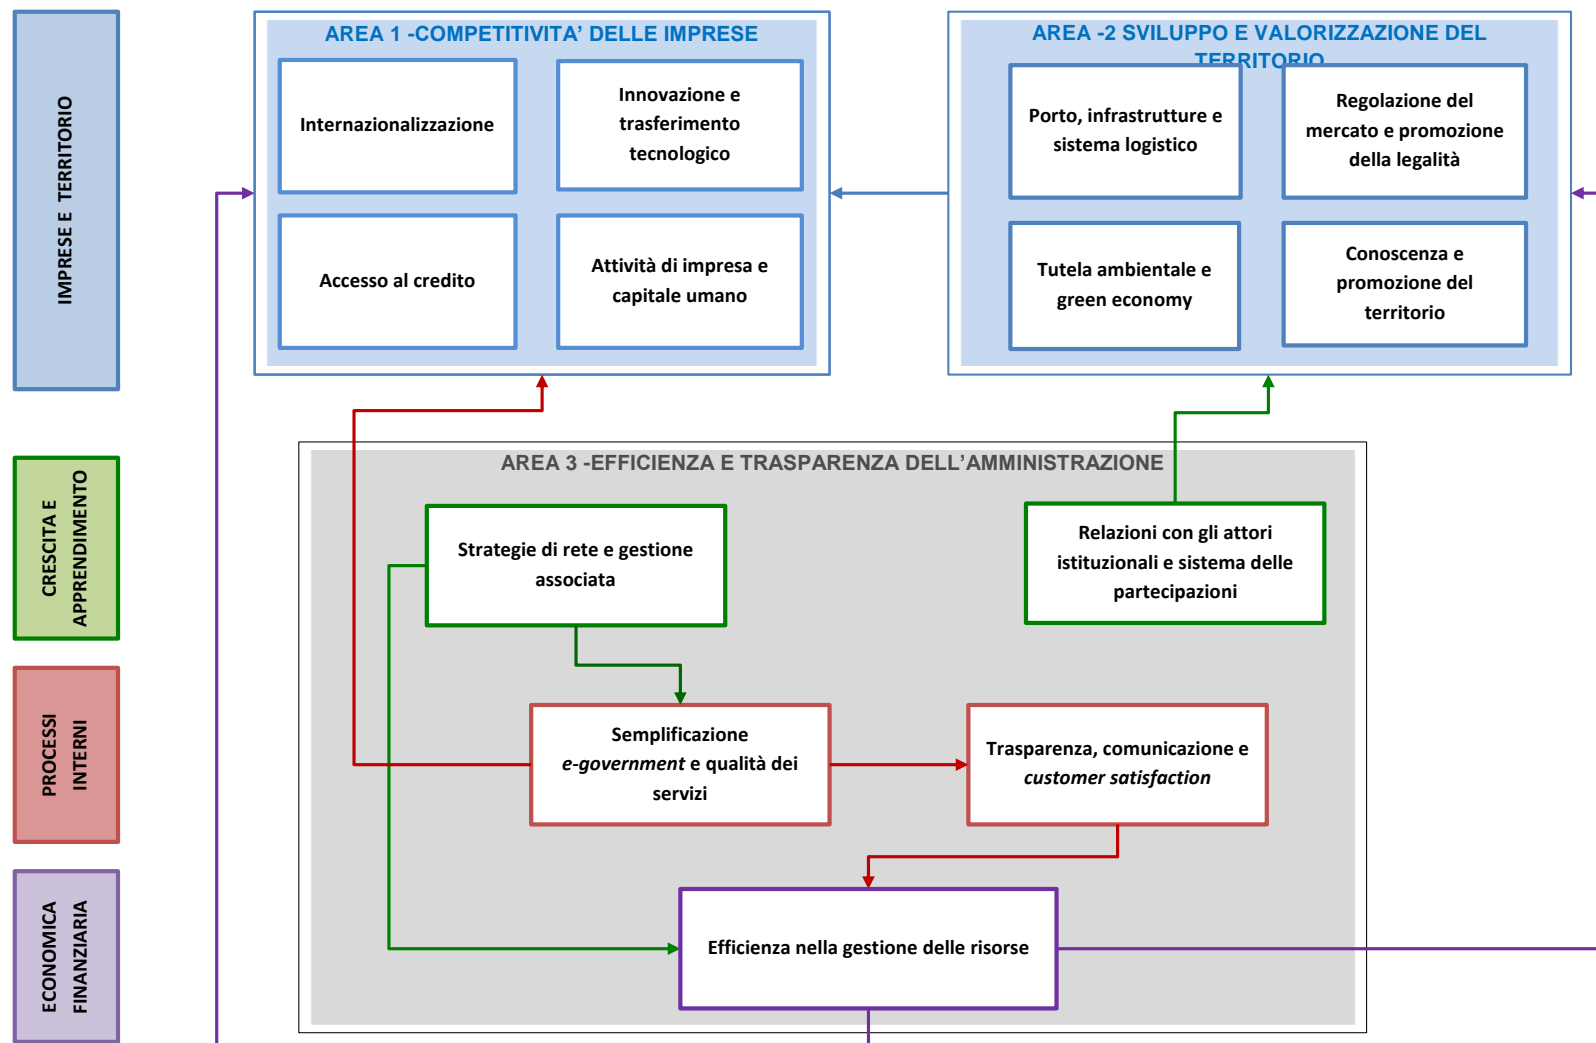 IMPRESE E TERRITORIO
AREA 1 -COMPETITIVITA’ DELLE IMPRESE
Internazionalizzazione
Innovazione e
trasferimento
tecnologico
Accesso al credito
Attività di impresa e
capitale umano
AREA -2 SVILUPPO E VALORIZZAZIONE DEL
TERRITORIO
Porto, infrastrutture e
sistema logistico
Regolazione del
mercato e promozione
della legalità
Tutela ambientale e
green economy
Conoscenza e
promozione del
territorio
CRESCITA E
APPRENDIMENTO
AREA 3 -EFFICIENZA E TRASPARENZA DELL’AMMINISTRAZIONE
Strategie di rete e gestione
associata
Relazioni con gli attori
istituzionali e sistema delle
partecipazioni
PROCESSI
INTERNI
Semplificazione
e-government e qualità dei
servizi
Trasparenza, comunicazione e
customer satisfaction
ECONOMICA
FINANZIARIA
Efficienza nella gestione delle risorse